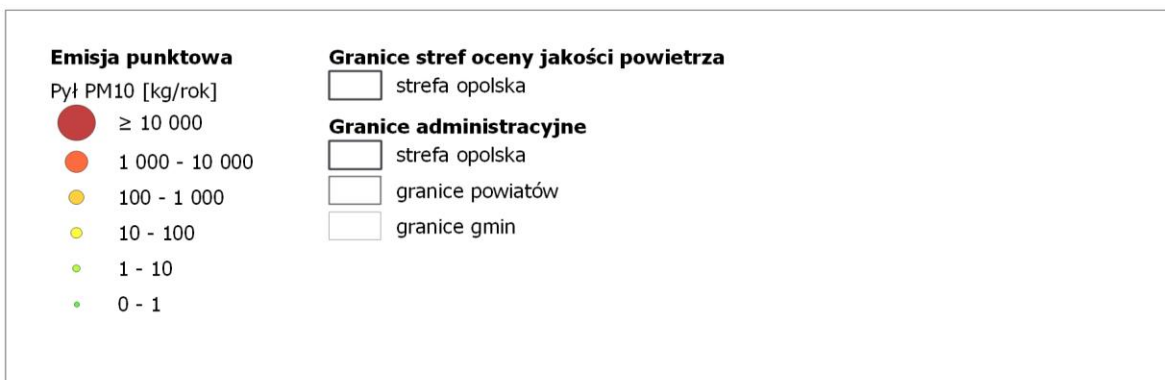 Emisja punktowa
Pył PM10 [kg/rok]
≥ 10 000
1 000 - 10 000
100 - 1 000
10 - 100
1 - 10
0 - 1
Granice stref oceny jakości powietrza
strefa opolska
Granice administracyjne
strefa opolska
granice powiatów
granice gmin